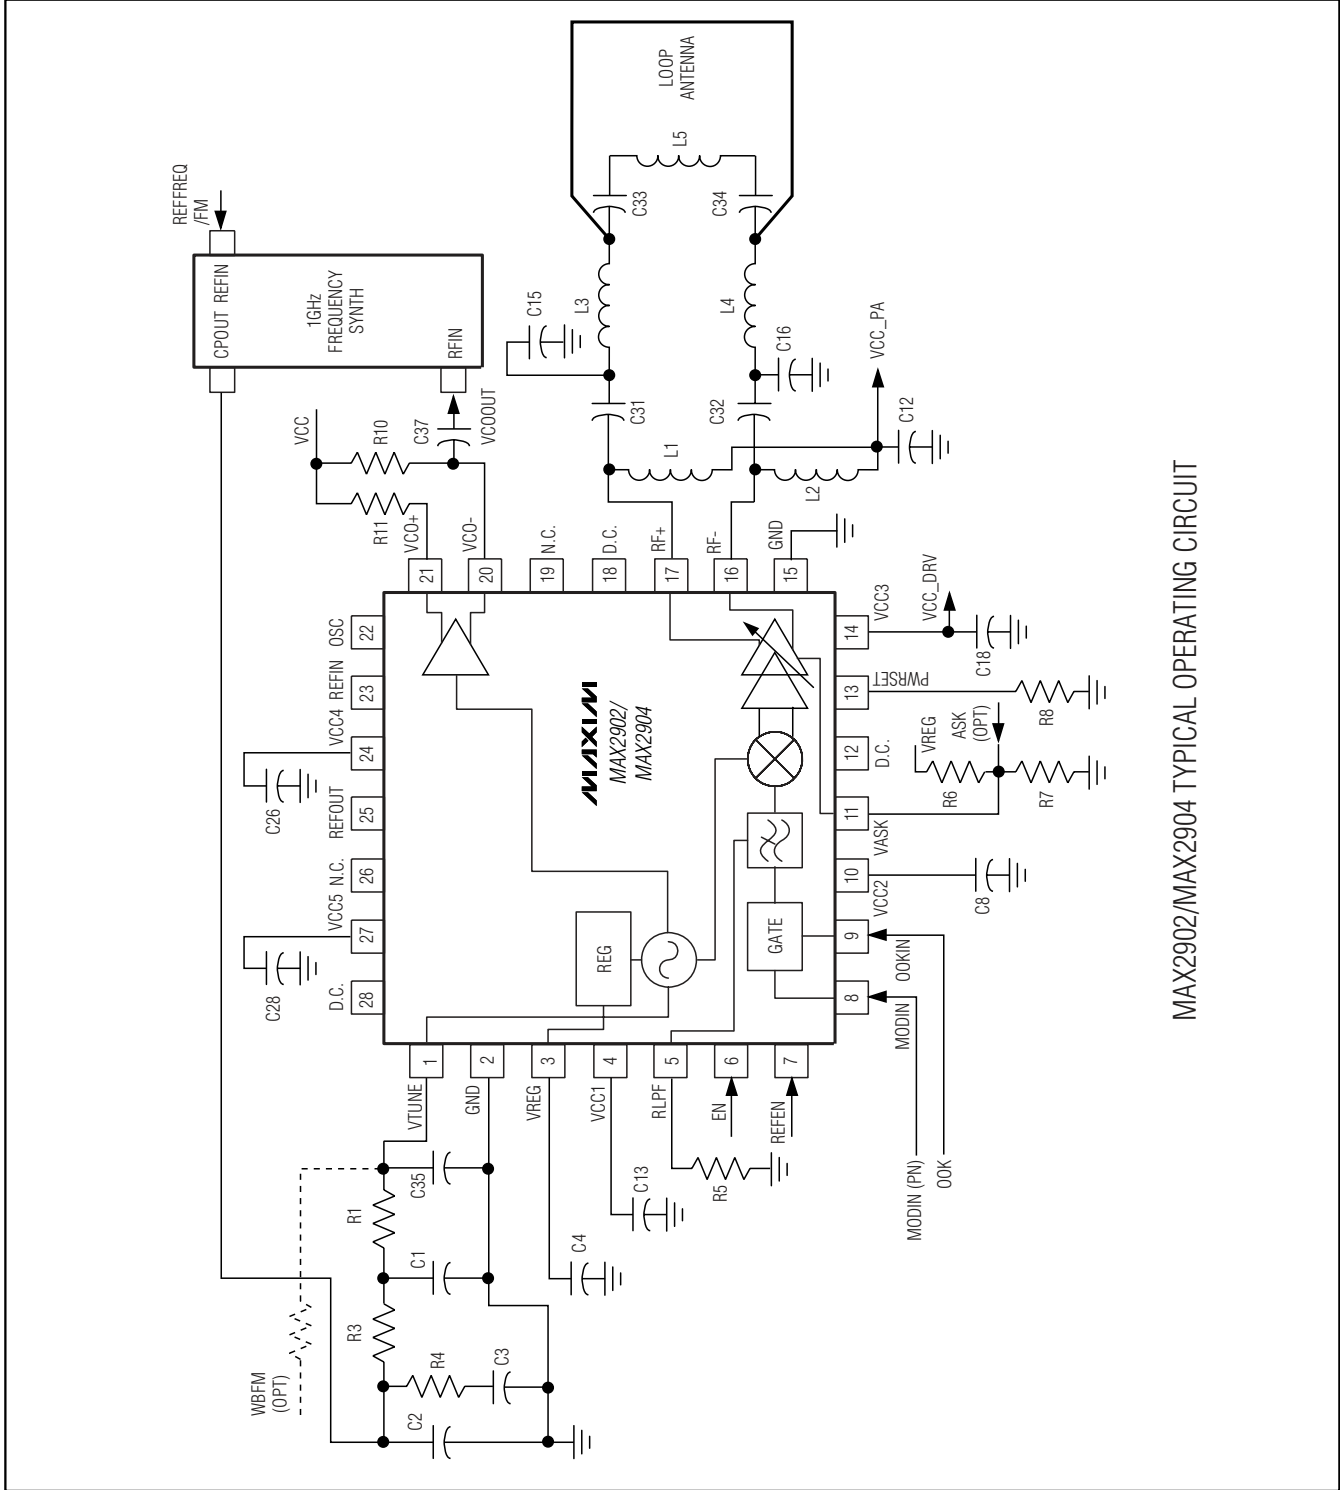 REFFREQ
/FM
CPOUT
REFIN
1GHz
FREQUENCY
SYNTH
RFIN
LOOP
ANTENNA
L5
C33
C34
L3
L4
C15
C16
C31
C32
VCC_PA
C12
L1
L2
VCC
R10
R11
C37
VCOOUT
VCO+
VCO-
N.C.
D.C.
RF+
RF-
GND
21
20
19
18
17
16
15
OSC
22
REFIN
23
VCC4
24
C26
REFOUT
25
N.C.
26
VCC5
27
C28
D.C.
28
MAXIM
MAX2902/
MAX2904
REG
GATE
14
VCC3
VCC_DRV
C18
13
PWRSET
R8
12
D.C.
VREG
ASK
(OPT)
R6
R7
11
VASK
10
VCC2
C8
9
OOKIN
8
MODIN
MODIN (PN)
OOK
1
2
3
4
5
6
7
VTUNE
GND
VREG
VCC1
RLPF
EN
REFEN
C35
R1
C1
R3
R4
C3
C2
C4
C13
R5
WBFM
(OPT)
MAX2902/MAX2904 TYPICAL OPERATING CIRCUIT